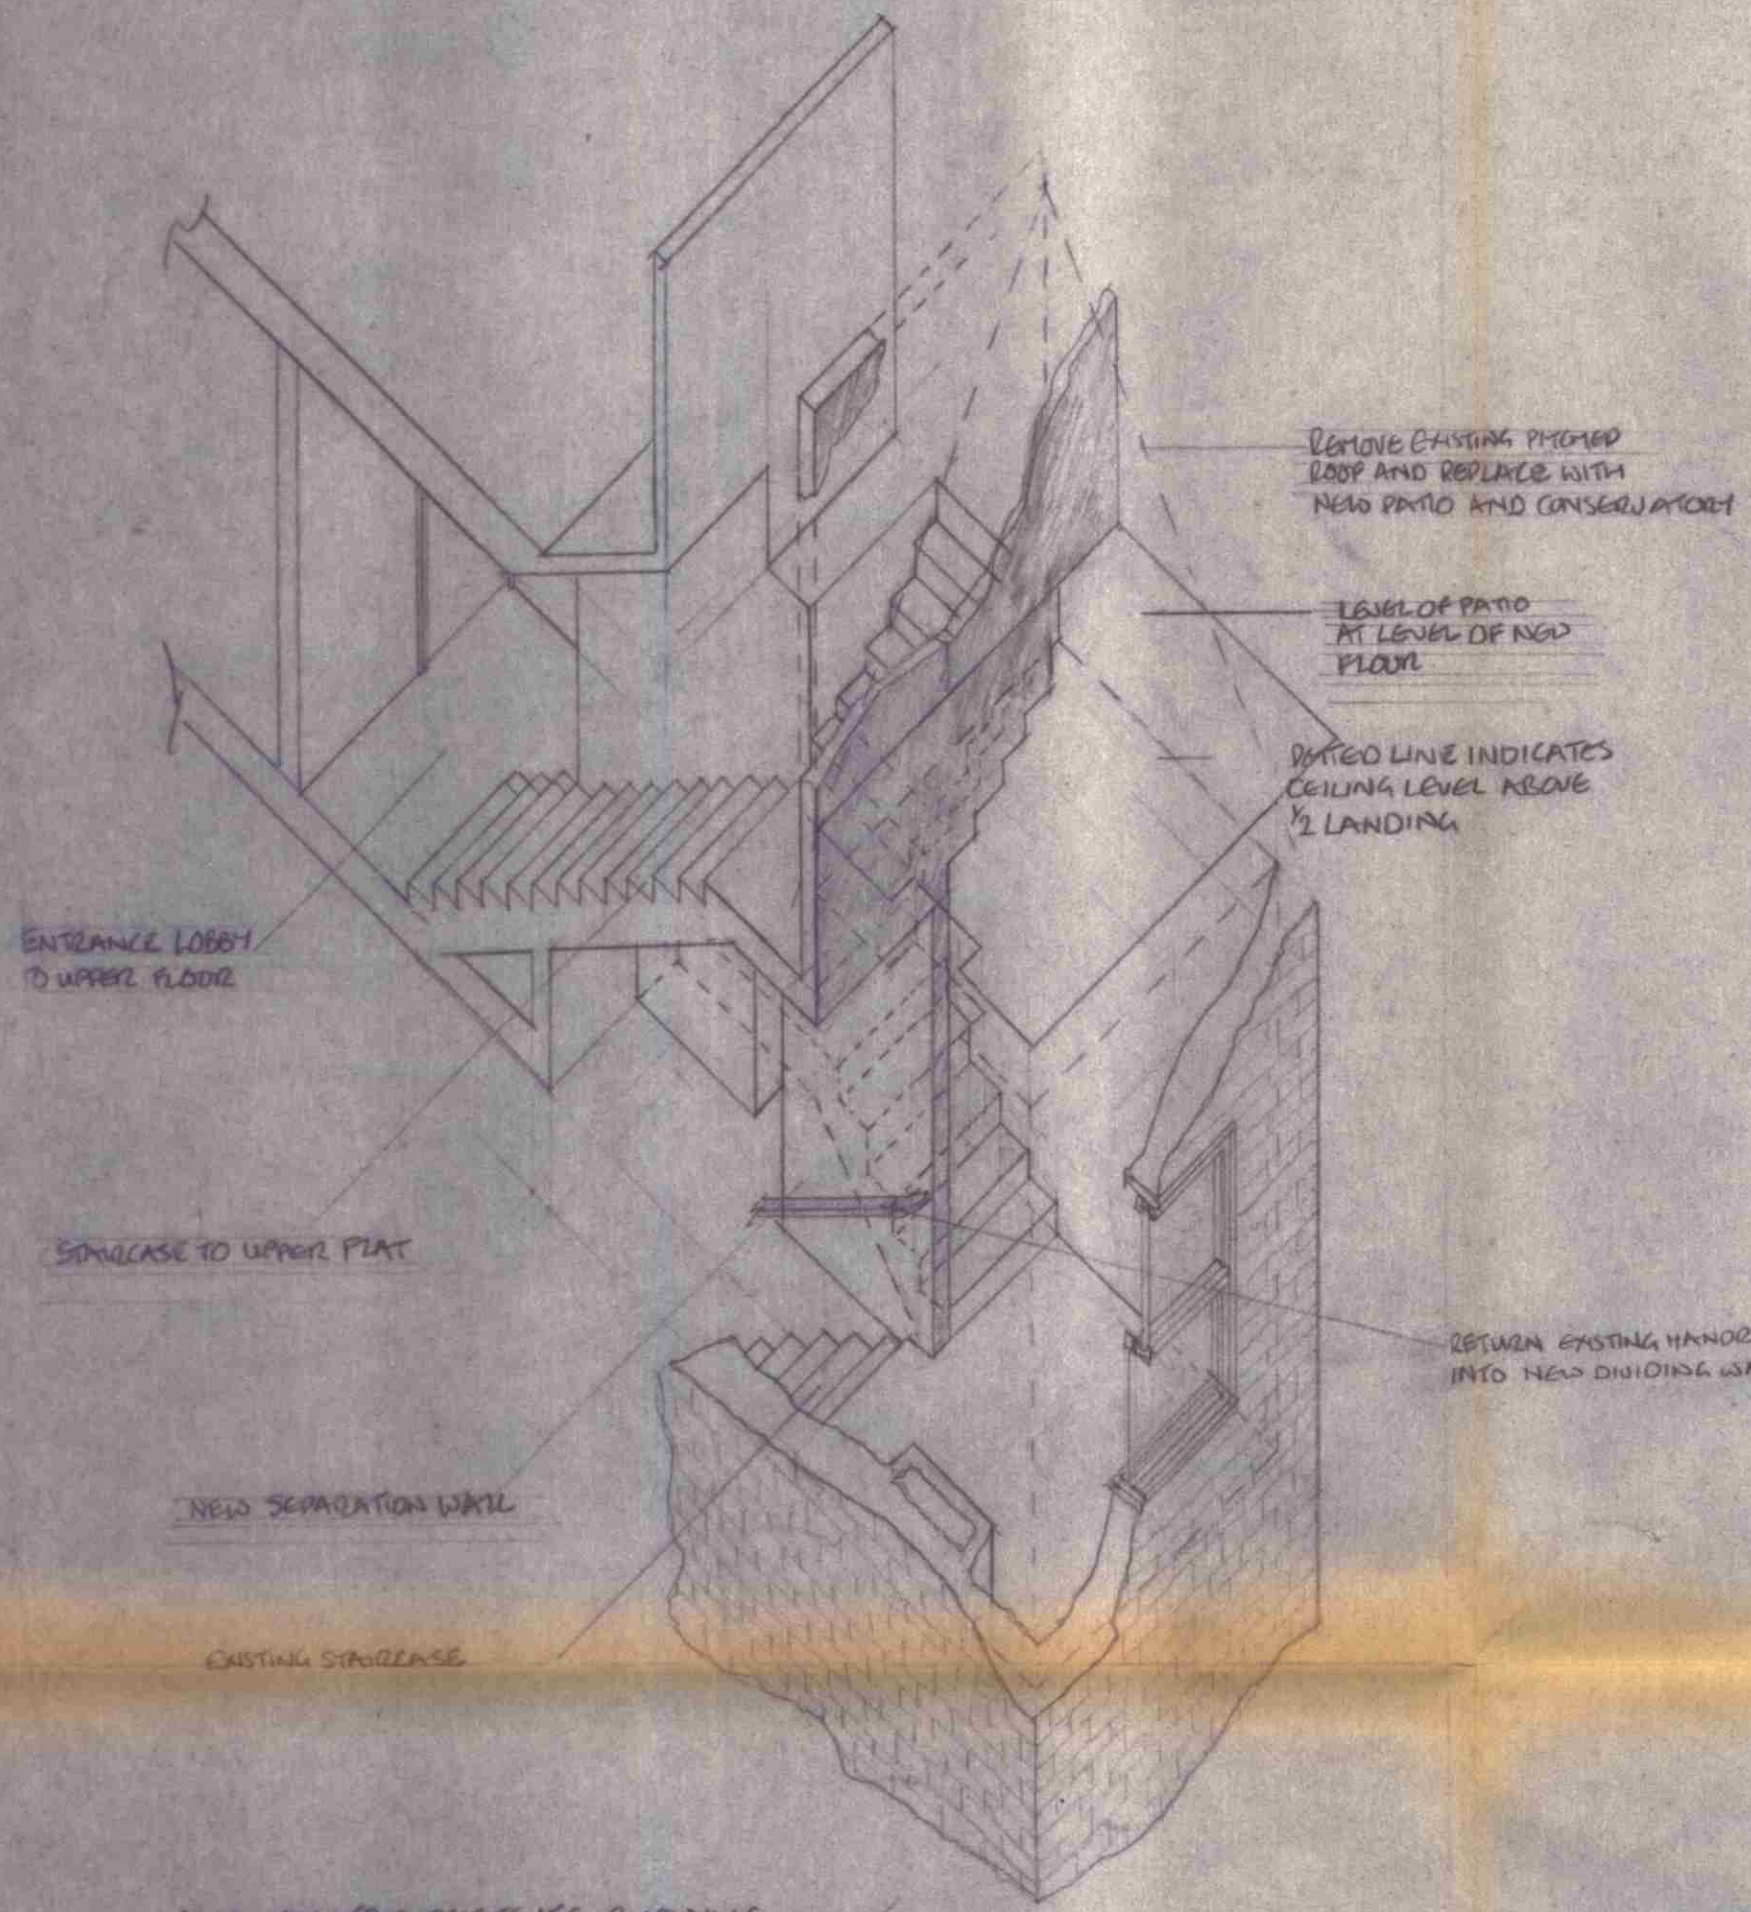 REMOVE EXISTING PITCHED
ROOF AND REPLACE WITH
NEW PATIO AND CONSERVATORY
LEVEL OF PATIO
AT LEVEL OF NEW
FLOUR
DOTTED LINE INDICATES
CEILING LEVEL ABOVE
½ LANDING
ENTRANCE LOBBY
TO UPPER FLOOR
STAIRCASE TO UPPER FLAT
RETURN EXISTING HANDR
INTO NEW DIVIDING WA
NEW SEPARATION WALL
EXISTING STAIRCASE